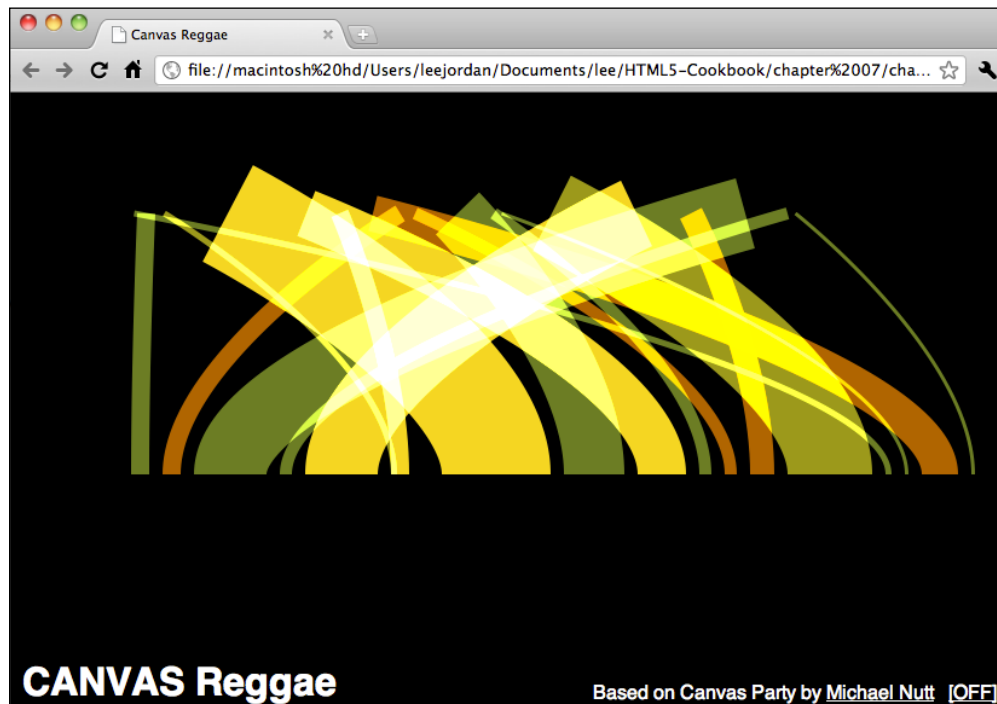 Canvas Reggae
file://macintosh%20hd/Users/leejordan/Documents/lee/HTML5-Cookbook/chapter%2007/cha...
CANVAS Reggae
Based on Canvas Party by Michael Nutt [OFF]